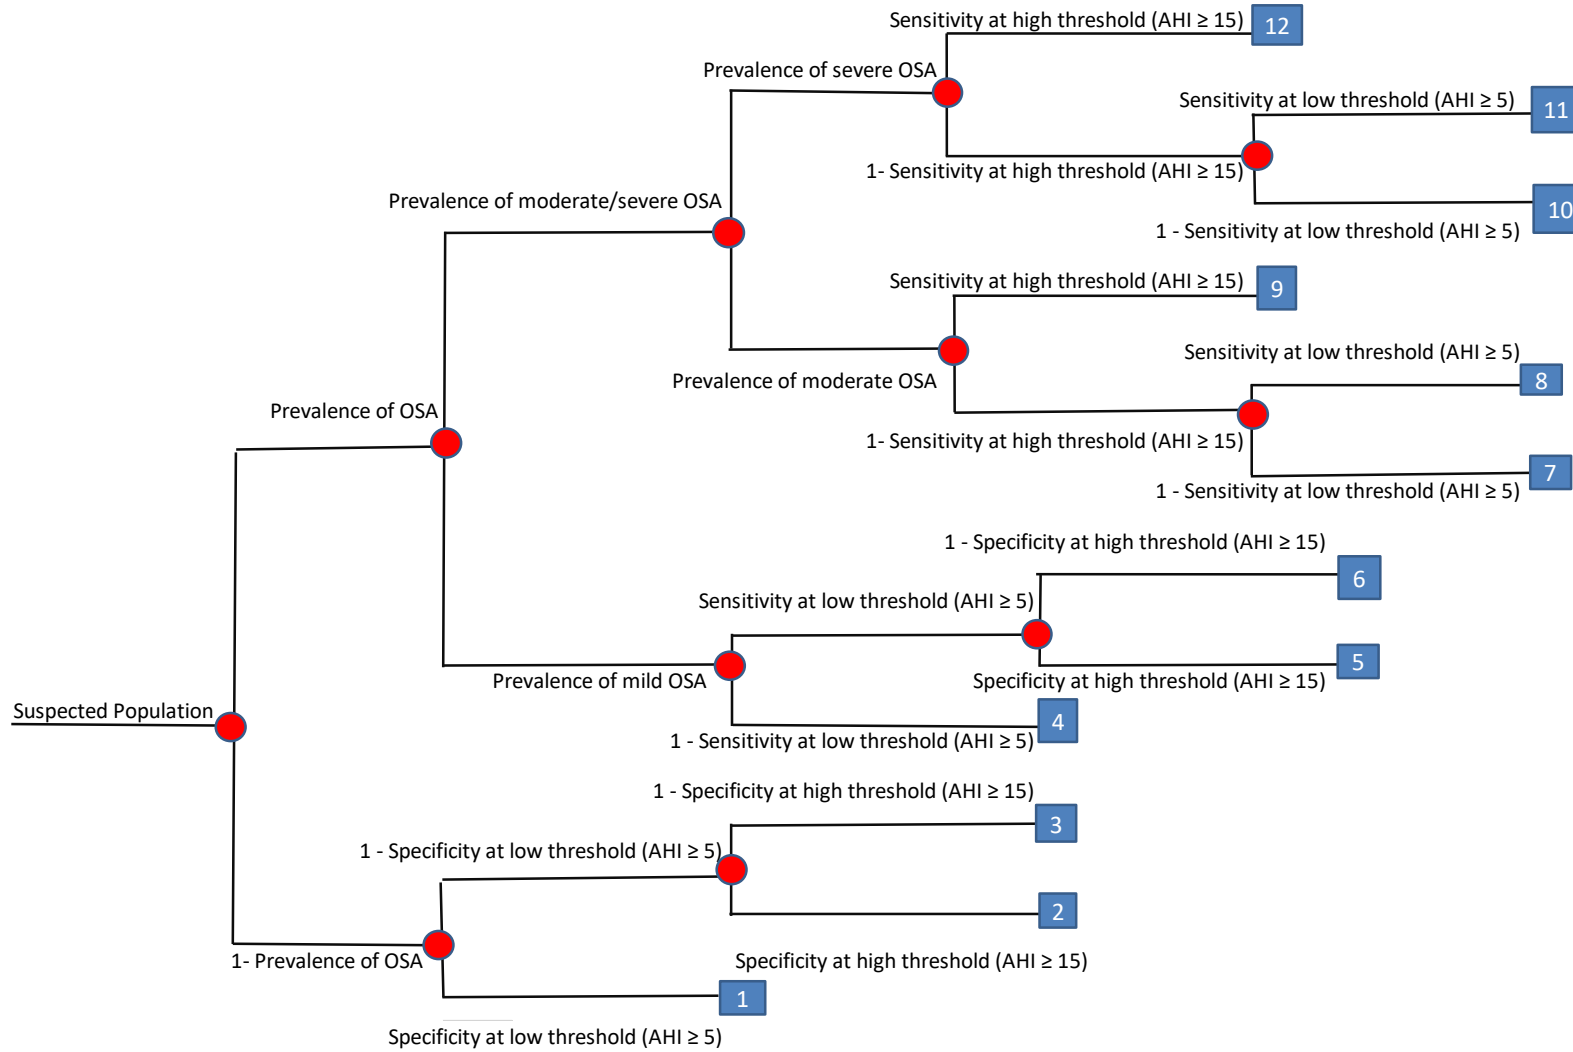 Sensitivity at high threshold (AHI ≥ 15)
12
Prevalence of severe OSA
Sensitivity at low threshold (AHI ≥ 5)
11
1- Sensitivity at high threshold (AHI ≥ 15)
Prevalence of moderate/severe OSA
10
1 - Sensitivity at low threshold (AHI ≥ 5)
Sensitivity at high threshold (AHI ≥ 15)
9
Sensitivity at low threshold (AHI ≥ 5)
8
Prevalence of moderate OSA
Prevalence of OSA
1- Sensitivity at high threshold (AHI ≥ 15)
7
1 - Sensitivity at low threshold (AHI ≥ 5)
1 - Specificity at high threshold (AHI ≥ 15)
6
Sensitivity at low threshold (AHI ≥ 5)
5
Prevalence of mild OSA
Specificity at high threshold (AHI ≥ 15)
Suspected Population
4
1 - Sensitivity at low threshold (AHI ≥ 5)
1 - Specificity at high threshold (AHI ≥ 15)
3
1 - Specificity at low threshold (AHI ≥ 5)
2
1- Prevalence of OSA
Specificity at high threshold (AHI ≥ 15)
1
Specificity at low threshold (AHI ≥ 5)